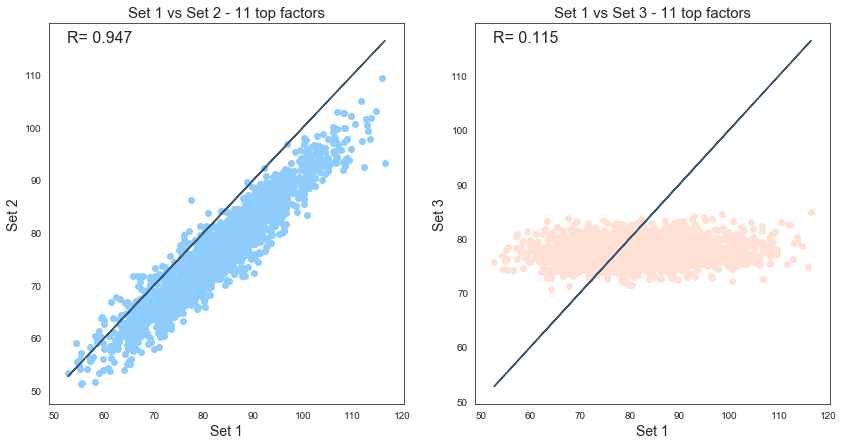 Set 1 vs Set 2 - 11 top factors
R= 0.947
110
100
90
80
70
60
50
Set 2
50 60 70 80 90 100 110 120
Set 1
Set 1 vs Set 3 - 11 top factors
R= 0.115
110
100
90
80
70
60
50
Set 3
50 60 70 80 90 100 110 120
Set 1